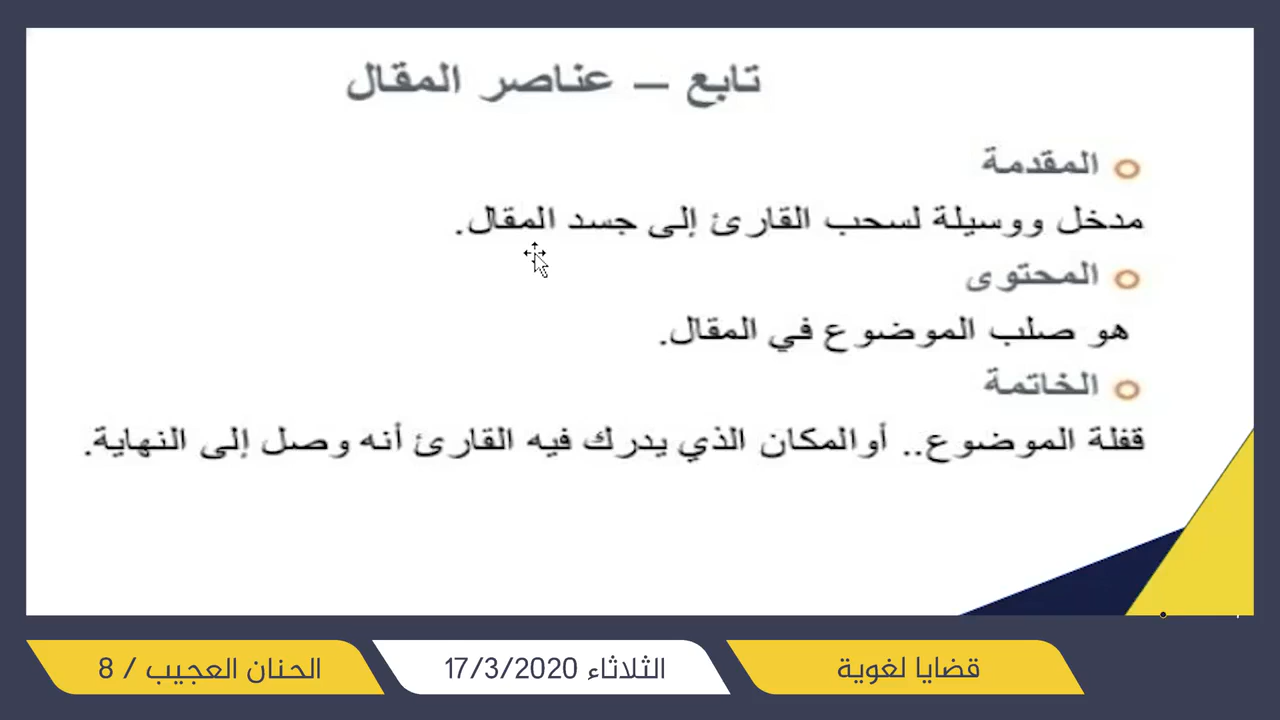 تابع – عناصر المقال
المقدمة
مدخل ووسيلة لسحب القارئ إلى جسد المقال.
المحتوى
هو صلب الموضوع في المقال.
الخاتمة
قفلة الموضوع.. أوالمكان الذي يدرك فيه القارئ أنه وصل إلى النهاية.
قضايا لغوية
الثلاثاء 17/3/2020
الحنان العجيب / 8